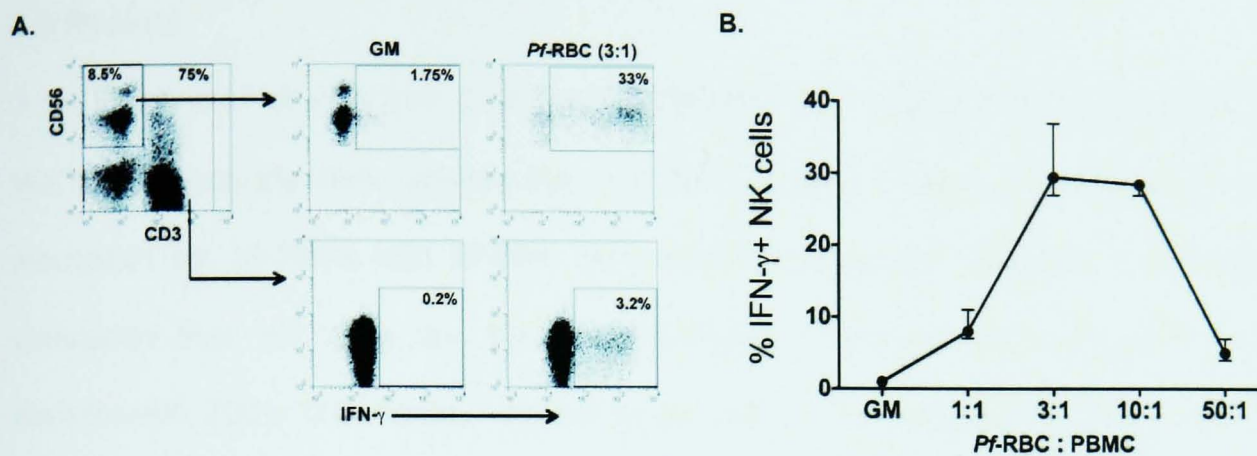 A.
GM
Pf-RBC (3:1)
8.5%
75%
1.75%
33%
CD56
CD3
0.2%
3.2%
IFN-γ
B.
% IFN-γ+ NK cells
40
30
20
10
0
GM
1:1
3:1
10:1
50:1
Pf-RBC : PBMC